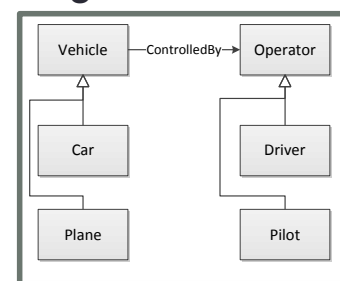 Vehicle
ControlledBy
Operator
Car
Driver
Plane
Pilot